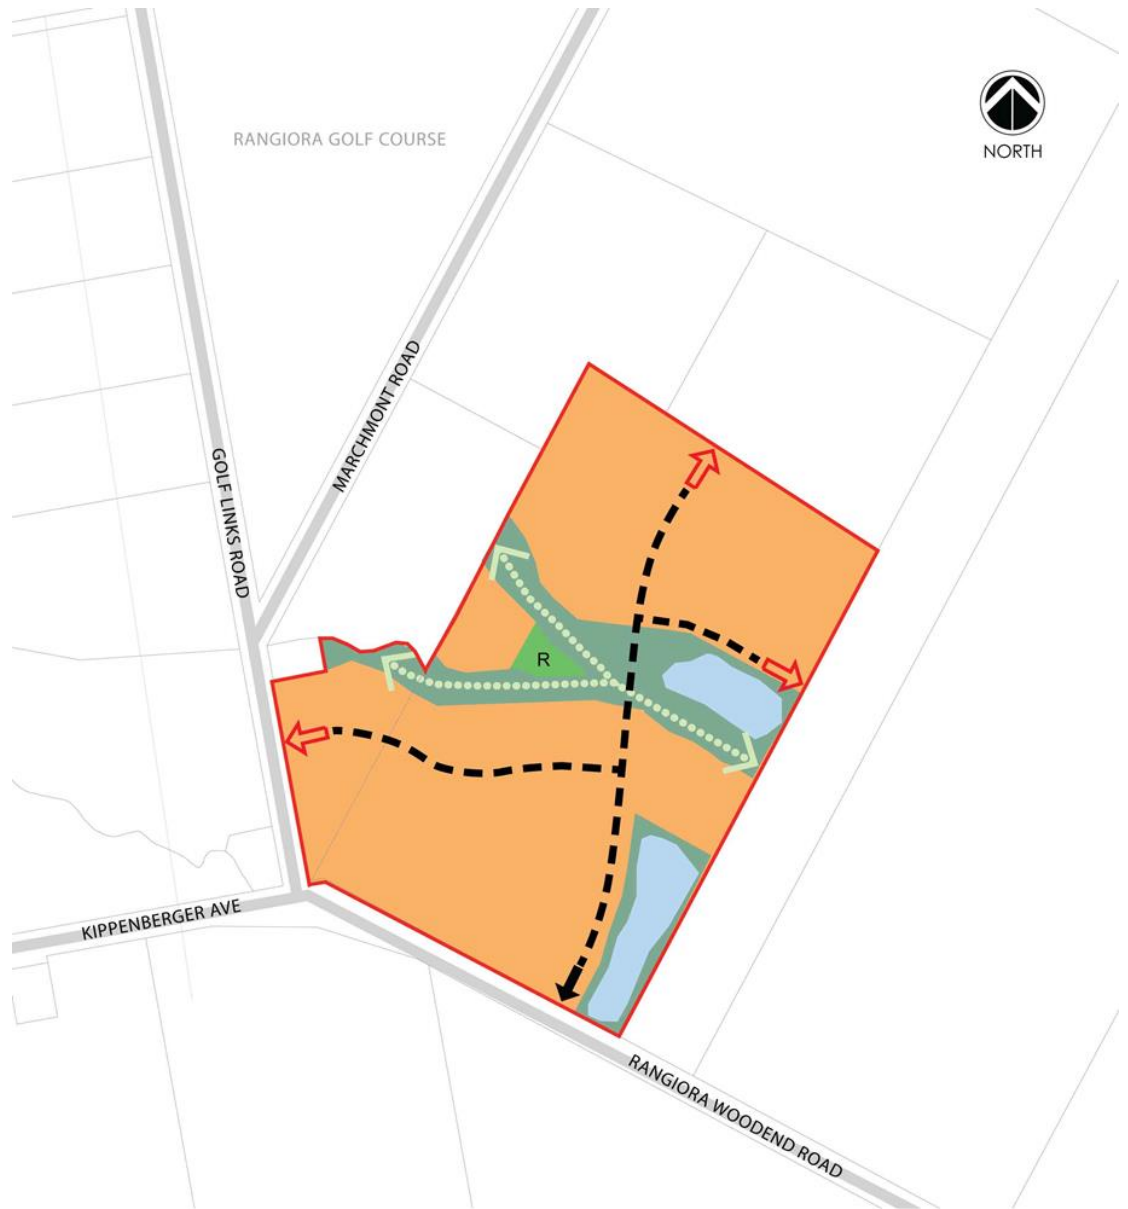 RANGIORA GOLF COURSE
NORTH
MARCHMONT ROAD
GOLF LINKS ROAD
R
KIPPENBERGER AVE
RANGIORA WOODEND ROAD